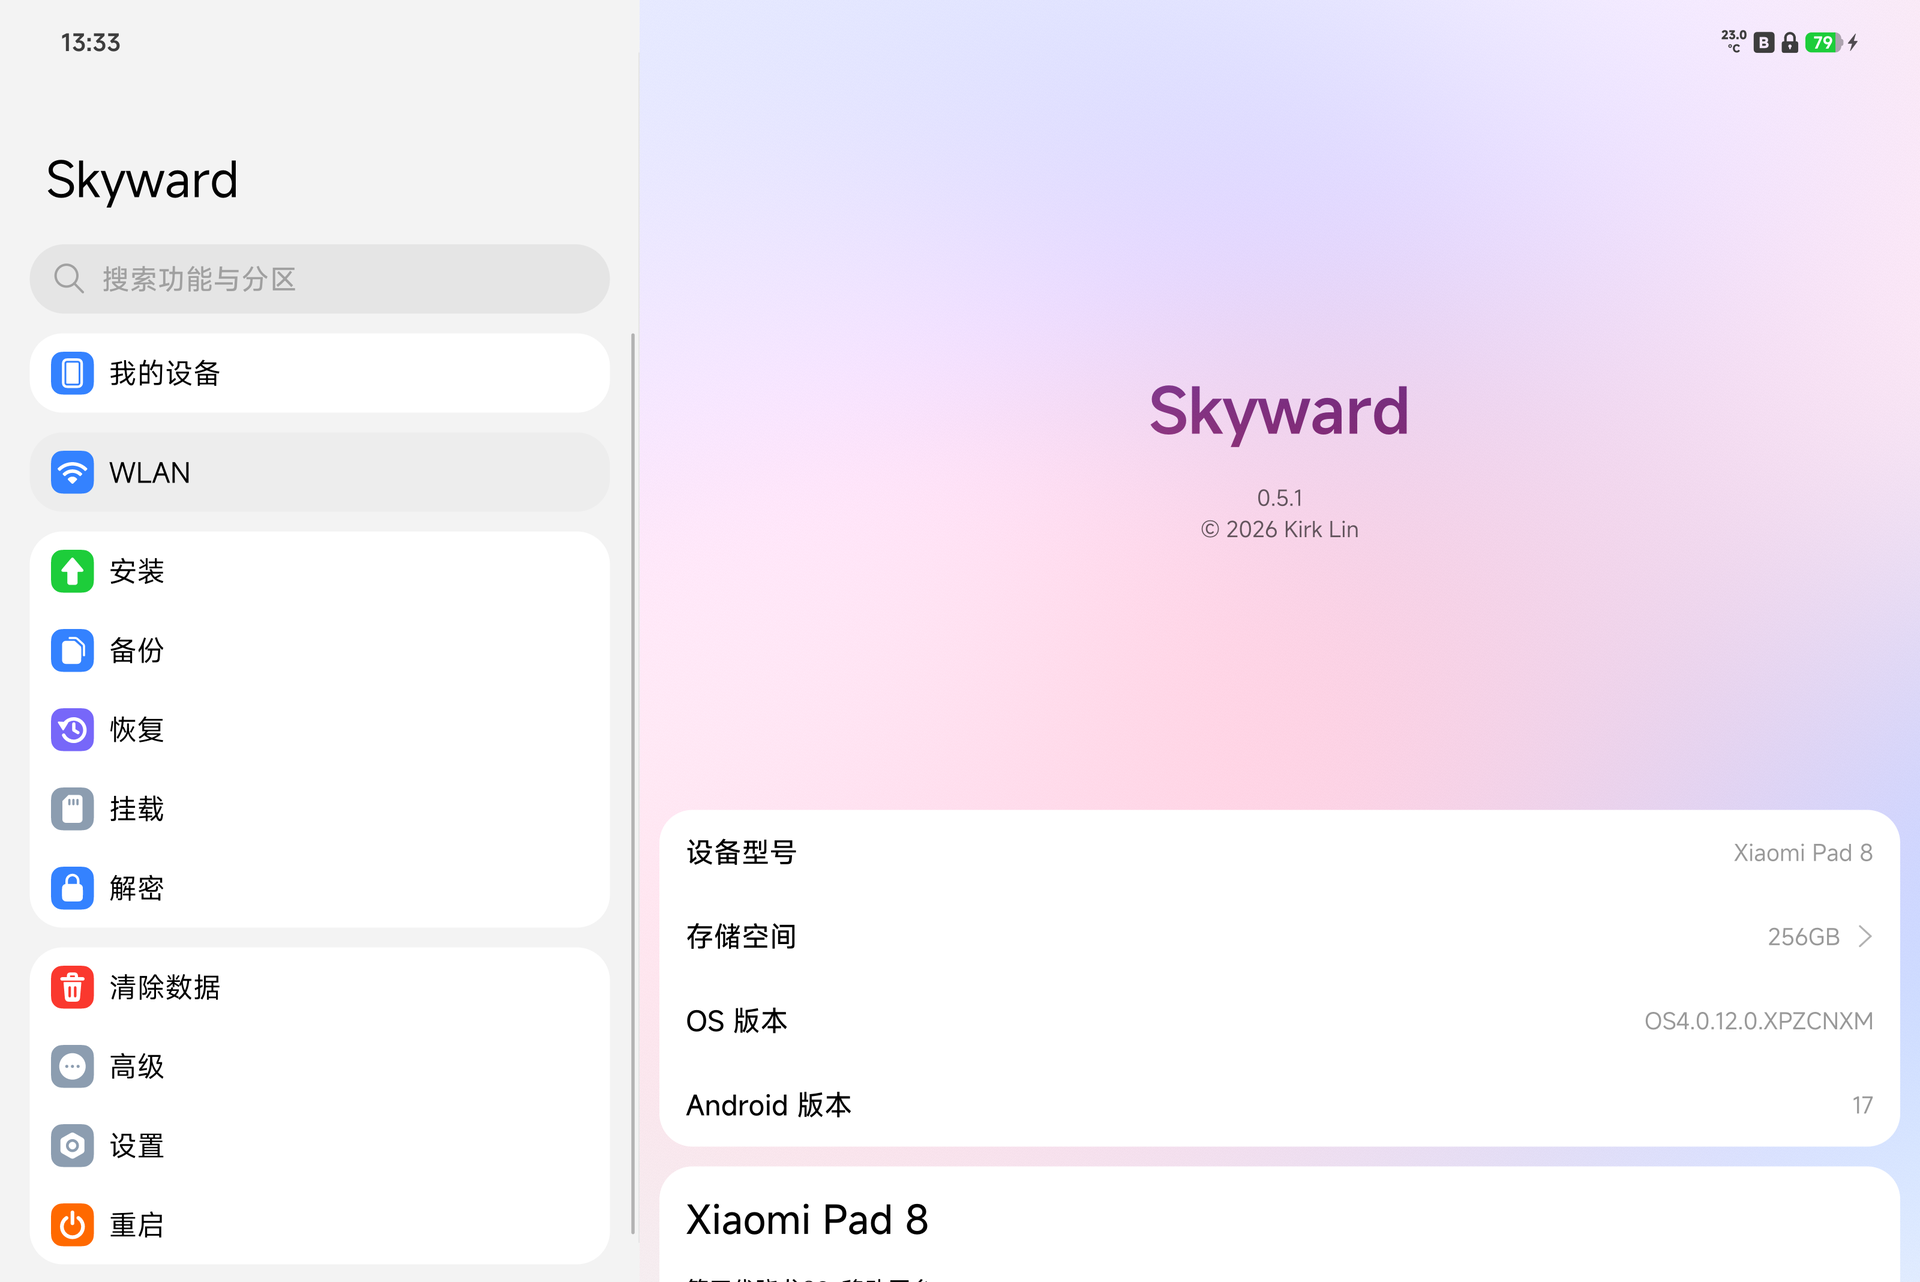 13:33
23.0
°C
B
79
Skyward
搜索功能与分区
我的设备
WLAN
安装
备份
恢复
挂载
解密
清除数据
高级
设置
重启
Skyward
0.5.1
© 2026 Kirk Lin
设备型号 Xiaomi Pad 8
存储空间 256GB
OS 版本 OS4.0.12.0.XPZCNXM
Android 版本 17
Xiaomi Pad 8